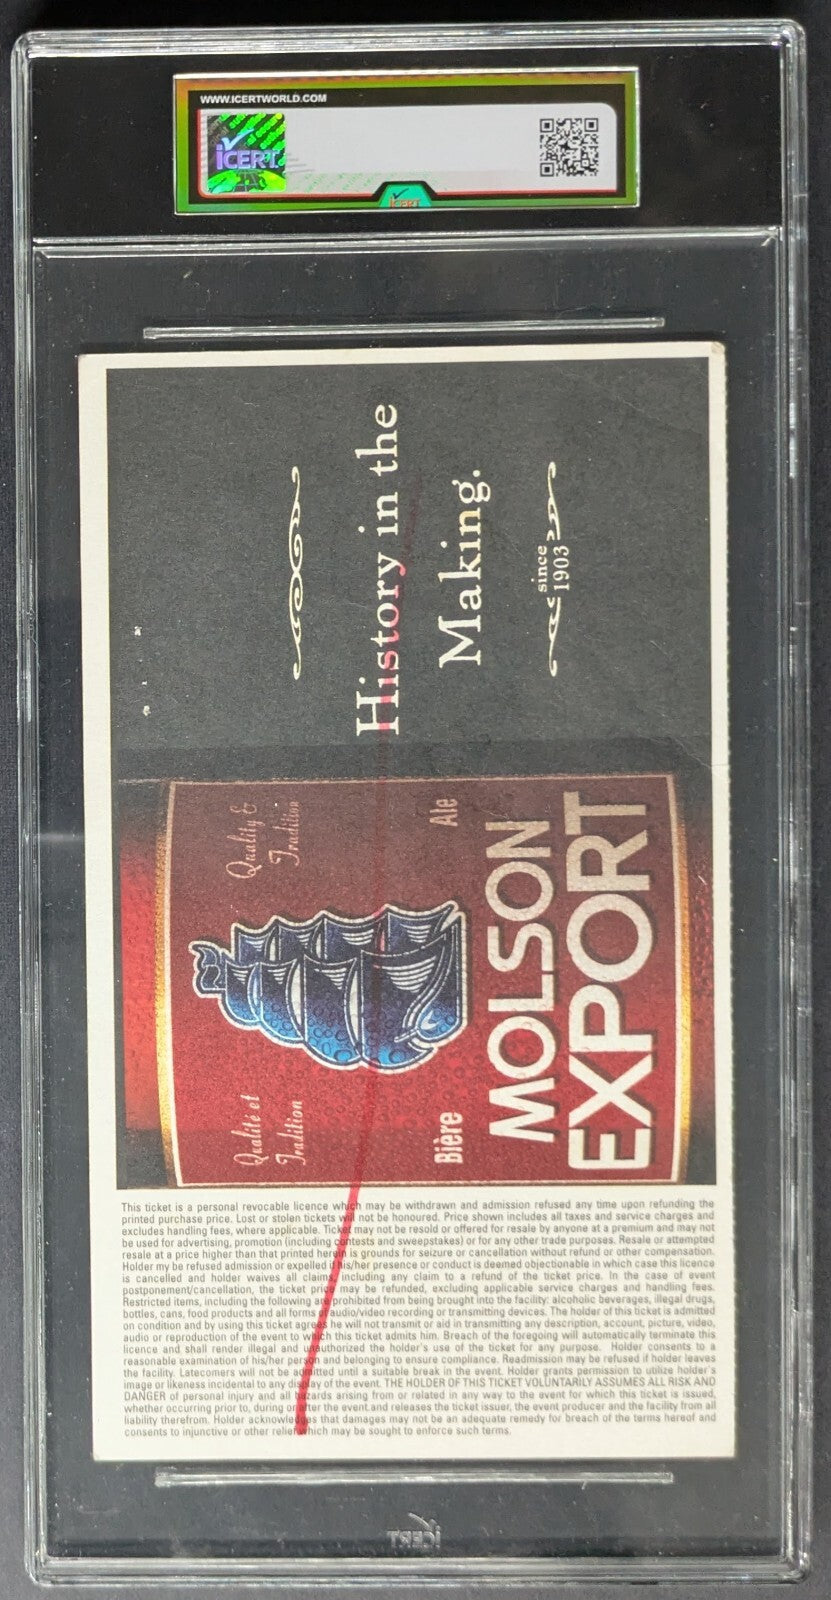 WWW.ICERTWORLD.COM
iCERT
iCERT
History in the
Making.
since
1903
Quality &
Tradition
Ale
Qualité et
Tradition
Bière
MOLSON
EXPORT
This ticket is a personal revocable licence which may be withdrawn and admission refused any time upon refunding the
printed purchase price. Lost or stolen tickets will not be honoured. Price shown includes all taxes and service charges and
excludes handling fees, where applicable. Ticket may not be resold or offered for resale by anyone at a premium and may not
be used for advertising, promotion (including contests and sweepstakes) or for any other trade purposes. Resale or attempted
resale at a price higher than that printed herein is grounds for seizure or cancellation without refund or other compensation.
Holder my be refused admission or expelled if his/her presence or conduct is deemed objectionable in which case this licence
is cancelled and holder waives all claims, including any claim to a refund of the ticket price. In the case of event
postponement/cancellation, the ticket price may be refunded, excluding applicable service charges and handling fees.
Restricted items, including the following are prohibited from being brought into the facility: alcoholic beverages, illegal drugs,
bottles, cans, food products and all forms of audio/video recording or transmitting devices. The holder of this ticket is admitted
on condition and by using this ticket agrees he will not transmit or aid in transmitting any description, account, picture, video,
audio or reproduction of the event to which this ticket admits him. Breach of the foregoing will automatically terminate this
licence and shall render illegal and unauthorized the holder's use of the ticket for any purpose. Holder consents to a
reasonable examination of his/her person and belonging to ensure compliance. Readmission may be refused if holder leaves
the facility. Latecomers will not be admitted until a suitable break in the event. Holder grants permission to utilize holder's
image or likeness incidental to any display of the event. THE HOLDER OF THIS TICKET VOLUNTARILY ASSUMES ALL RISK AND
DANGER of personal injury and all hazards arising from or related in any way to the event for which this ticket is issued,
whether occurring prior to, during or after the event.and releases the ticket issuer, the event producer and the facility from all
liability therefrom. Holder acknowledges that damages may not be an adequate remedy for breach of the terms hereof and
consents to injunctive or other relief which may be sought to enforce such terms.
iCERT